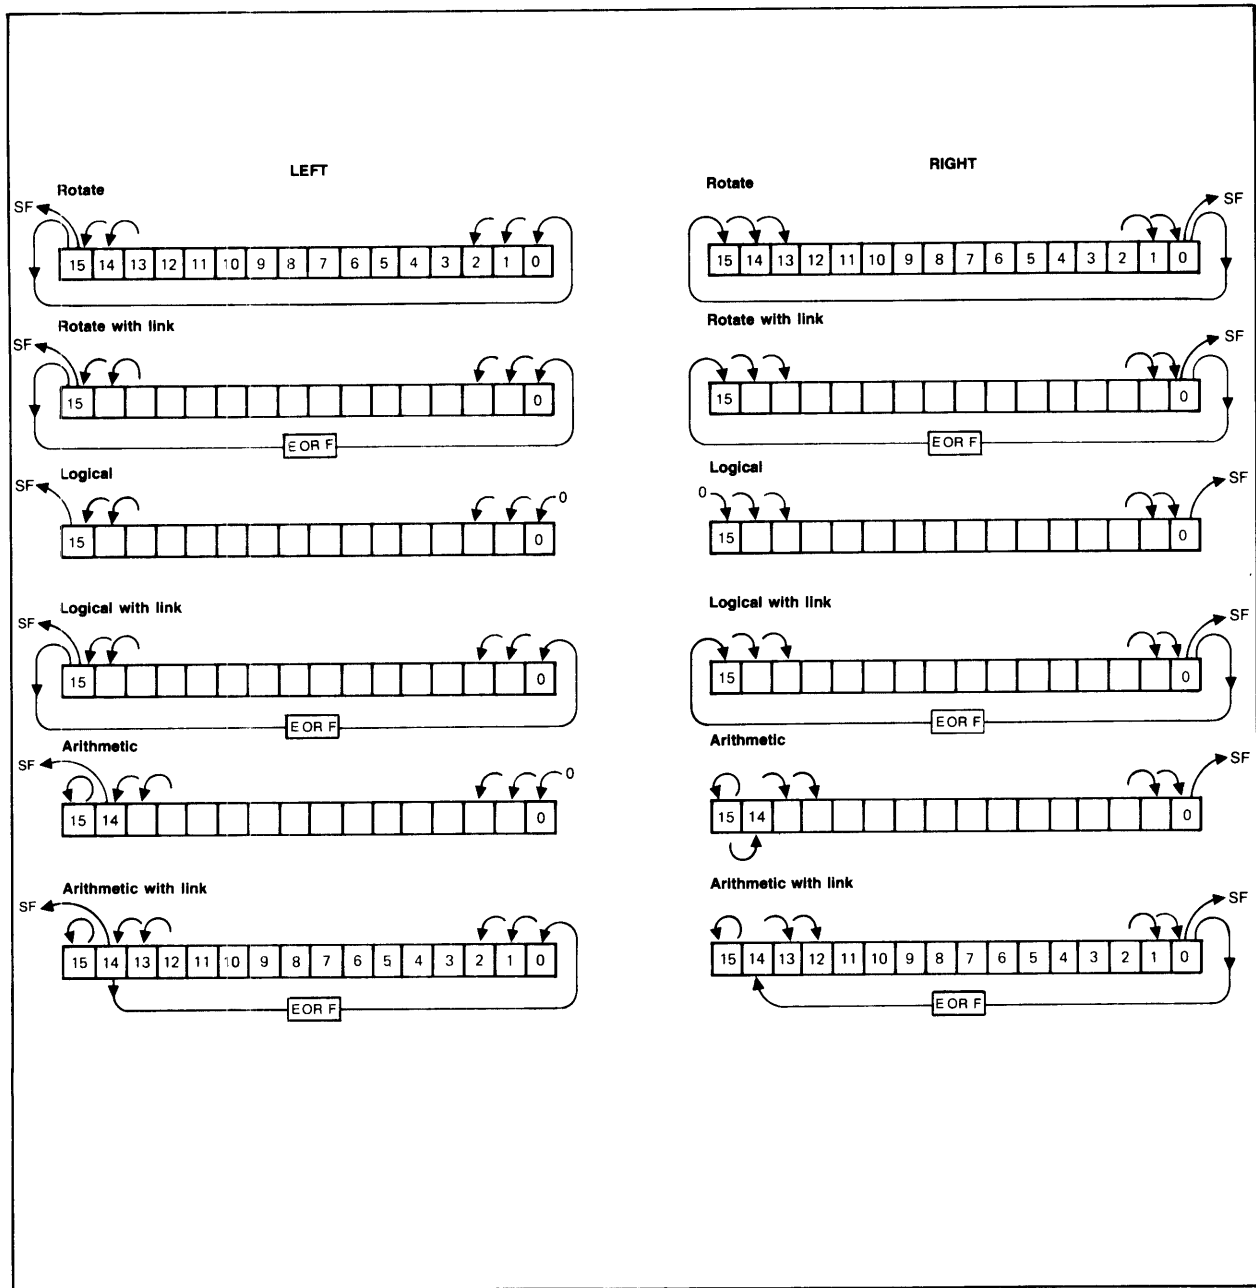 LEFT
Rotate
SF
15 14 13 12 11 10 9 8 7 6 5 4 3 2 1 0
Rotate with link
SF
15 0
E OR F
Logical
SF
0
15 0
Logical with link
SF
15 0
E OR F
Arithmetic
SF
0
15 14 0
Arithmetic with link
SF
15 14 13 12 11 10 9 8 7 6 5 4 3 2 1 0
E OR F
RIGHT
Rotate
SF
15 14 13 12 11 10 9 8 7 6 5 4 3 2 1 0
Rotate with link
SF
15 0
E OR F
Logical
0
SF
15 0
Logical with link
SF
15 0
E OR F
Arithmetic
SF
15 14 0
Arithmetic with link
SF
15 14 13 12 11 10 9 8 7 6 5 4 3 2 1 0
E OR F